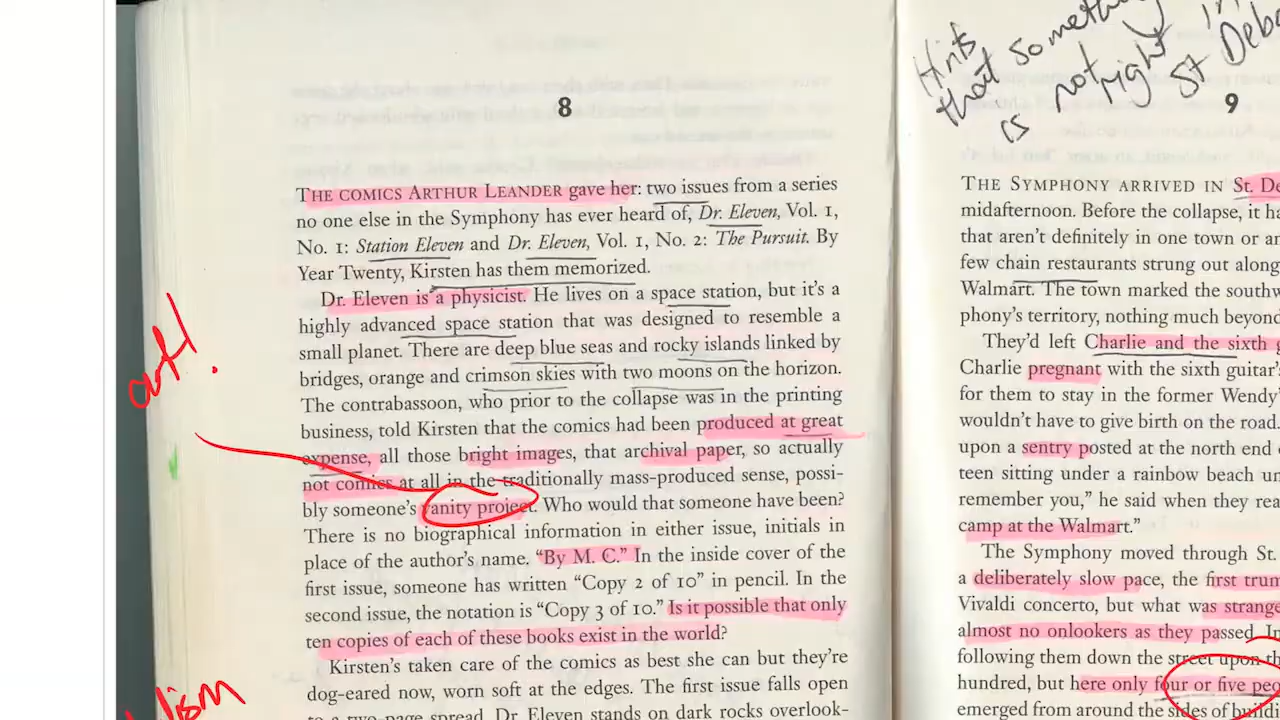 8
THE COMICS ARTHUR LEANDER gave her: two issues from a series
no one else in the Symphony has ever heard of, Dr. Eleven, Vol. 1,
No. 1: Station Eleven and Dr. Eleven, Vol. 1, No. 2: The Pursuit. By
Year Twenty, Kirsten has them memorized.
Dr. Eleven is a physicist. He lives on a space station, but it's a
highly advanced space station that was designed to resemble a
small planet. There are deep blue seas and rocky islands linked by
bridges, orange and crimson skies with two moons on the horizon.
The contrabassoon, who prior to the collapse was in the printing
business, told Kirsten that the comics had been produced at great
expense, all those bright images, that archival paper, so actually
not comics at all in the traditionally mass-produced sense, possi-
bly someone's vanity project. Who would that someone have been?
There is no biographical information in either issue, initials in
place of the author's name. "By M. C." In the inside cover of the
first issue, someone has written "Copy 2 of 10" in pencil. In the
second issue, the notation is "Copy 3 of 10." Is it possible that only
ten copies of each of these books exist in the world?
Kirsten's taken care of the comics as best she can but they're
dog-eared now, worn soft at the edges. The first issue falls open
to a two-page spread. Dr. Eleven stands on dark rocks overlook-
art!
Hints
that something
is not right in
St Deb
9
THE SYMPHONY ARRIVED IN St. De
midafternoon. Before the collapse, it ha
that aren't definitely in one town or an
few chain restaurants strung out along
Walmart. The town marked the southw
phony's territory, nothing much beyond
They'd left Charlie and the sixth g
Charlie pregnant with the sixth guitar's
for them to stay in the former Wendy'
wouldn't have to give birth on the road.
upon a sentry posted at the north end o
teen sitting under a rainbow beach um
remember you," he said when they rea
camp at the Walmart."
The Symphony moved through St.
a deliberately slow pace, the first trum
Vivaldi concerto, but what was strange
almost no onlookers as they passed. In
following them down the street upon th
hundred, but here only four or five peo
emerged from around the sides of buildi